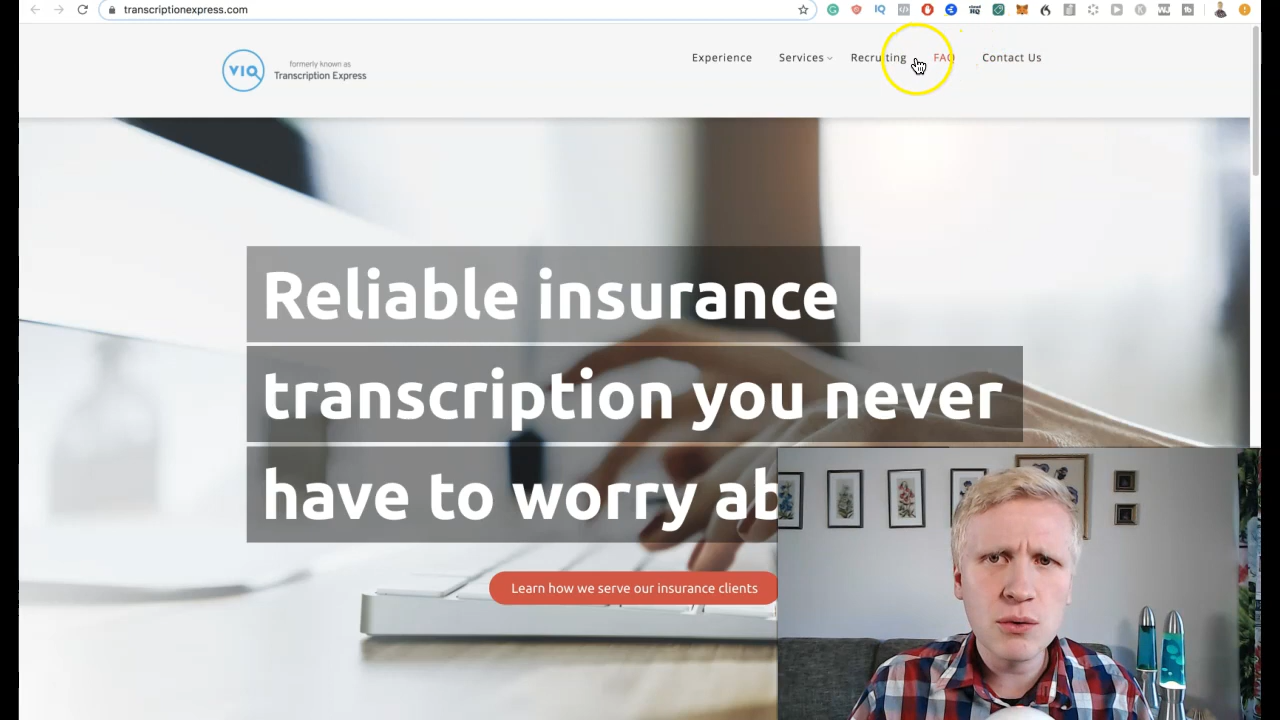 transcriptionexpress.com
VIQ
formerly known as
Transcription Express
Experience Services Recruiting FAQ Contact Us
Reliable insurance
transcription you never
have to worry ab
Learn how we serve our insurance clients